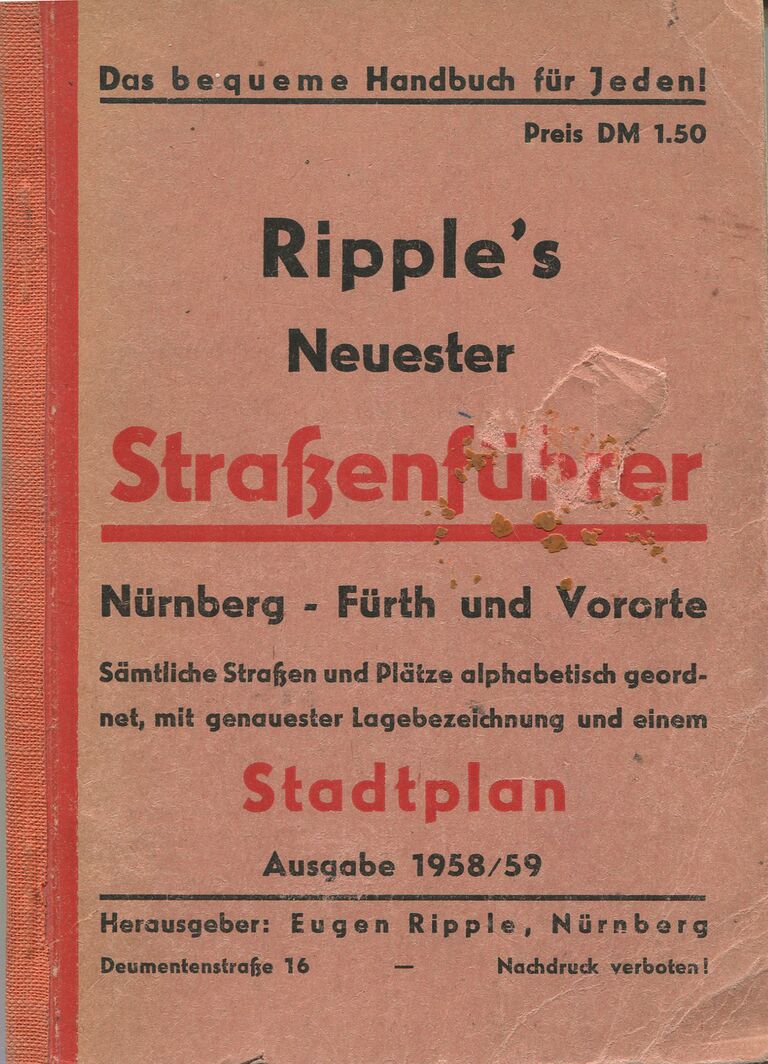 Das bequeme Handbuch für Jeden!
Preis DM 1.50
Ripple's
Neuester
Straßenführer
Nürnberg - Fürth und Vororte
Sämtliche Straßen und Plätze alphabetisch geord-
net, mit genauester Lagebezeichnung und einem
Stadtplan
Ausgabe 1958/59
Herausgeber: Eugen Ripple, Nürnberg
Deumentenstraße 16 — Nachdruck verboten!